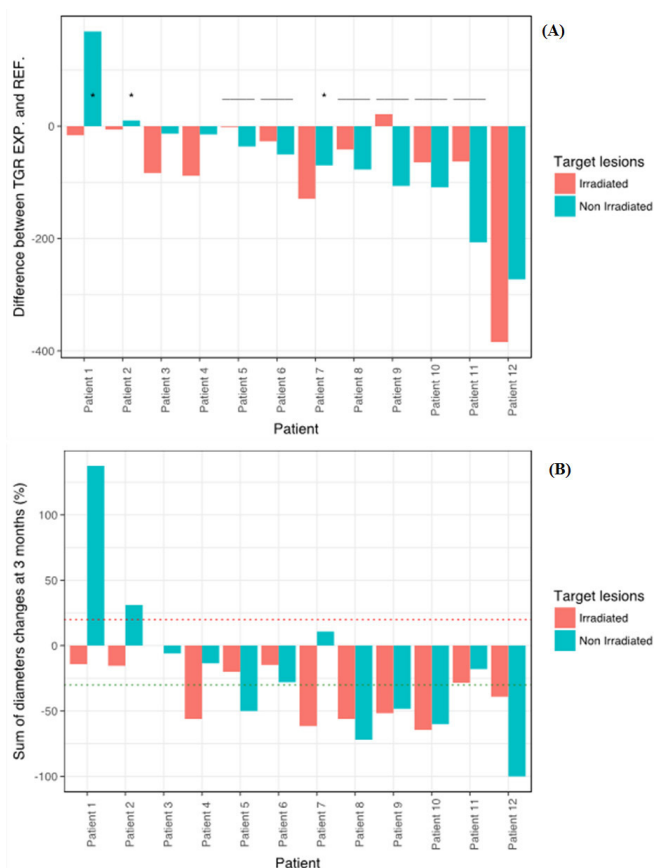 (A)
Difference between TGR EXP. and REF.
0
-200
-400
*
*
*
Target lesions
Irradiated
Non Irradiated
Patient 1
Patient 2
Patient 3
Patient 4
Patient 5
Patient 6
Patient 7
Patient 8
Patient 9
Patient 10
Patient 11
Patient 12
Patient
(B)
Sum of diameters changes at 3 months (%)
100
50
0
-50
-100
Target lesions
Irradiated
Non Irradiated
Patient 1
Patient 2
Patient 3
Patient 4
Patient 5
Patient 6
Patient 7
Patient 8
Patient 9
Patient 10
Patient 11
Patient 12
Patient